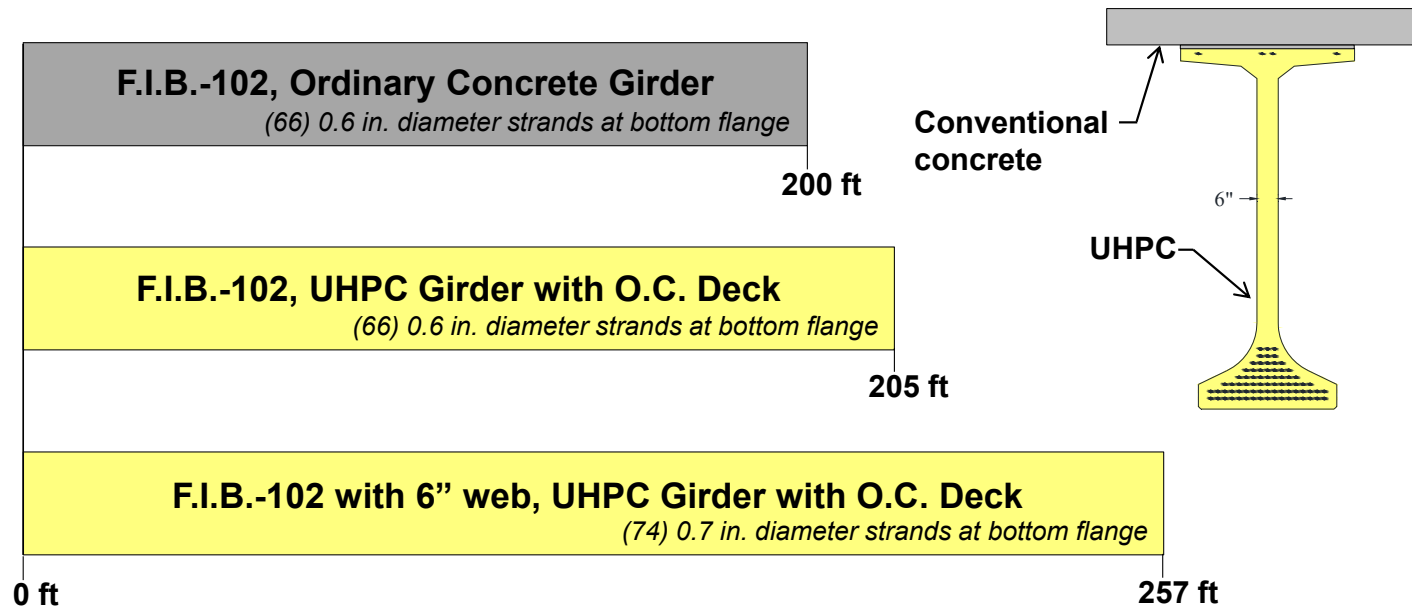 F.I.B.-102, Ordinary Concrete Girder
(66) 0.6 in. diameter strands at bottom flange
200 ft
F.I.B.-102, UHPC Girder with O.C. Deck
(66) 0.6 in. diameter strands at bottom flange
205 ft
F.I.B.-102 with 6” web, UHPC Girder with O.C. Deck
(74) 0.7 in. diameter strands at bottom flange
0 ft
257 ft
Conventional
concrete
6"
UHPC